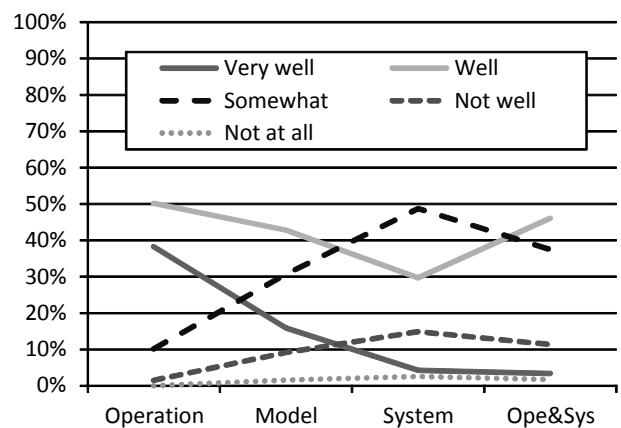 100%
90%
80%
70%
60%
50%
40%
30%
20%
10%
0%
Very well Well
Somewhat Not well
Not at all
Operation Model System Ope&Sys